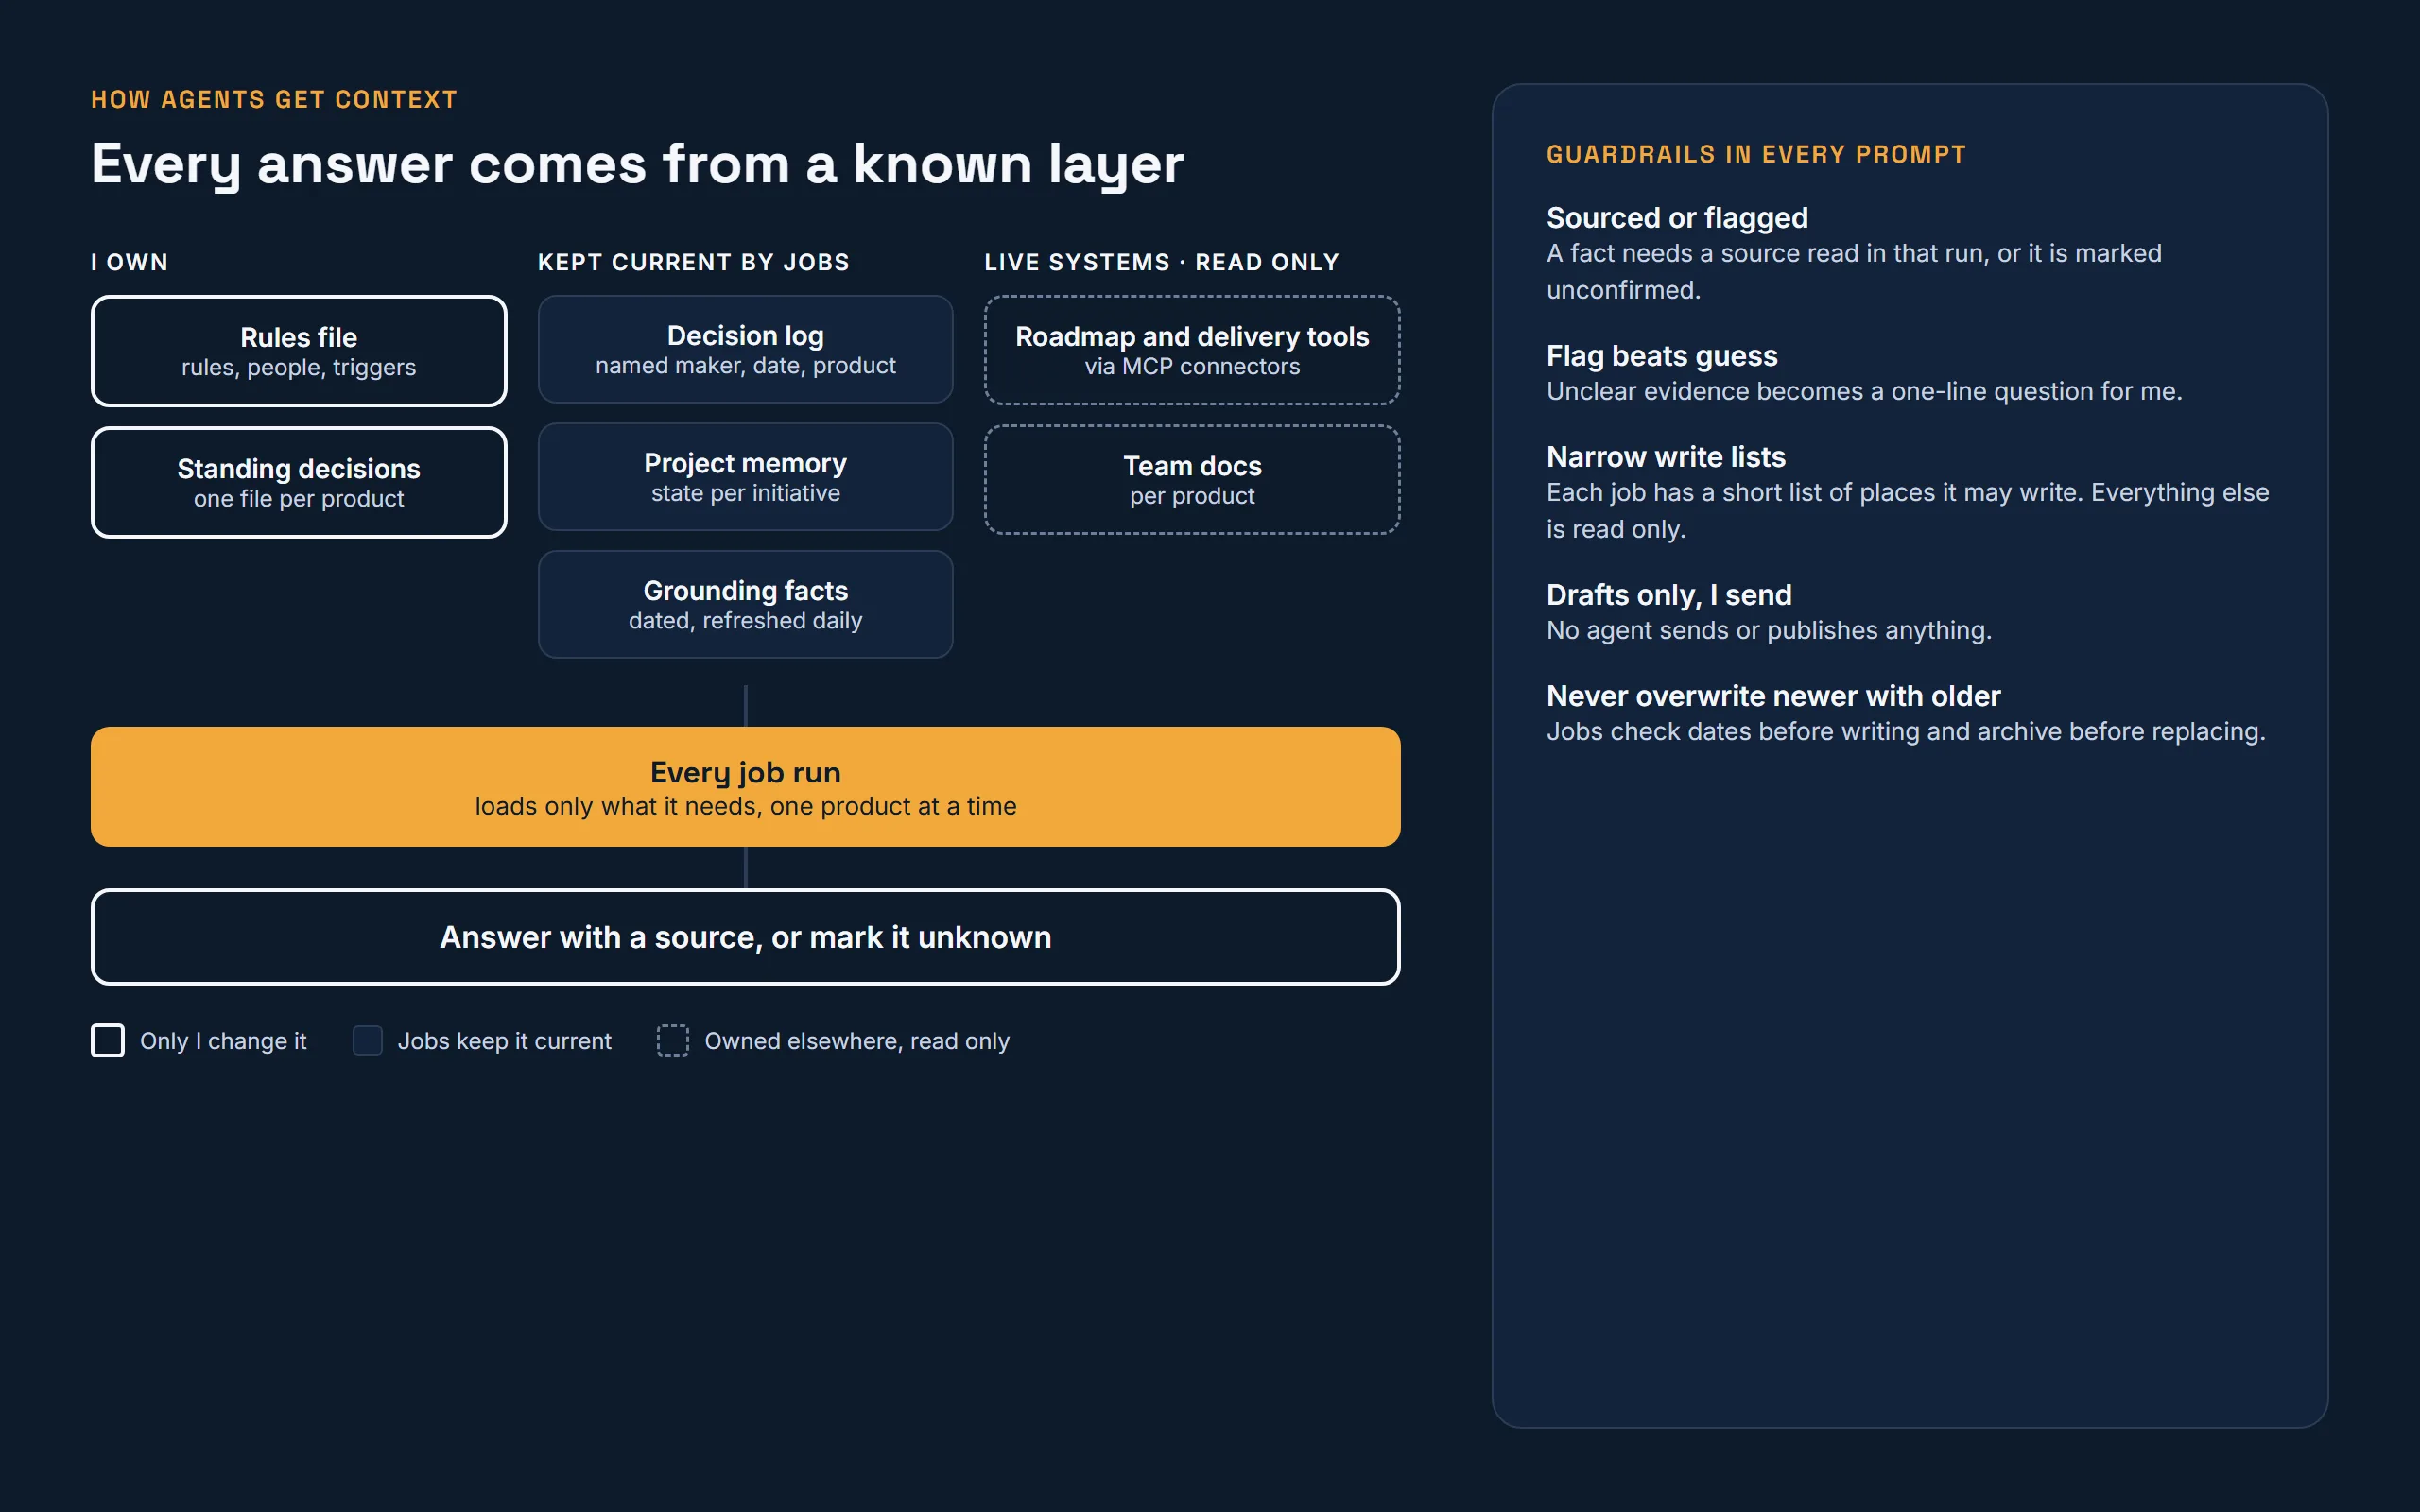 HOW AGENTS GET CONTEXT
Every answer comes from a known layer
I OWN
Rules file
rules, people, triggers
Standing decisions
one file per product
KEPT CURRENT BY JOBS
Decision log
named maker, date, product
Project memory
state per initiative
Grounding facts
dated, refreshed daily
LIVE SYSTEMS · READ ONLY
Roadmap and delivery tools
via MCP connectors
Team docs
per product
Every job run
loads only what it needs, one product at a time
Answer with a source, or mark it unknown
Only I change it
Jobs keep it current
Owned elsewhere, read only
GUARDRAILS IN EVERY PROMPT
Sourced or flagged
A fact needs a source read in that run, or it is marked
unconfirmed.
Flag beats guess
Unclear evidence becomes a one-line question for me.
Narrow write lists
Each job has a short list of places it may write. Everything else
is read only.
Drafts only, I send
No agent sends or publishes anything.
Never overwrite newer with older
Jobs check dates before writing and archive before replacing.